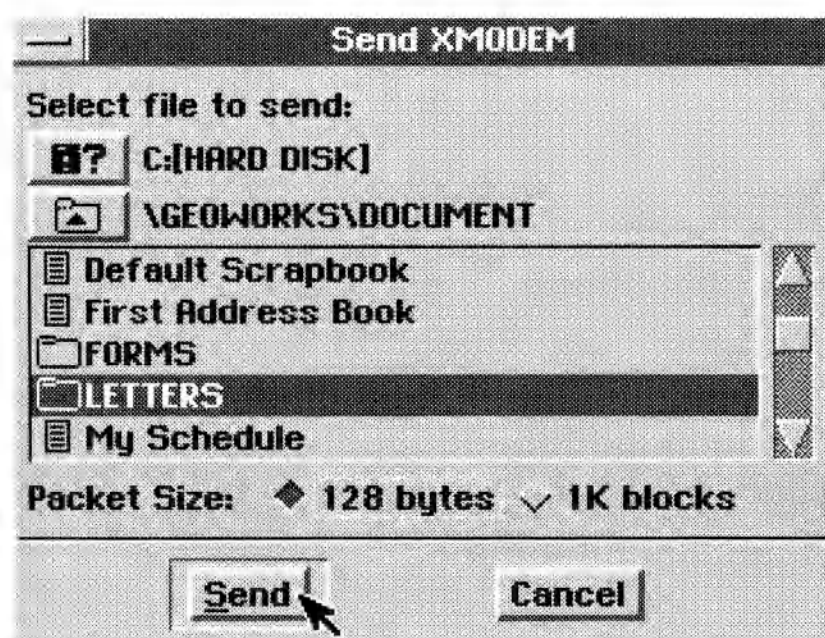 Send XMODEM
Select file to send:
? C:[HARD DISK]
\GEOWORKS\DOCUMENT
Default Scrapbook
First Address Book
FORMS
LETTERS
My Schedule
Packet Size: 128 bytes 1K blocks
Send Cancel